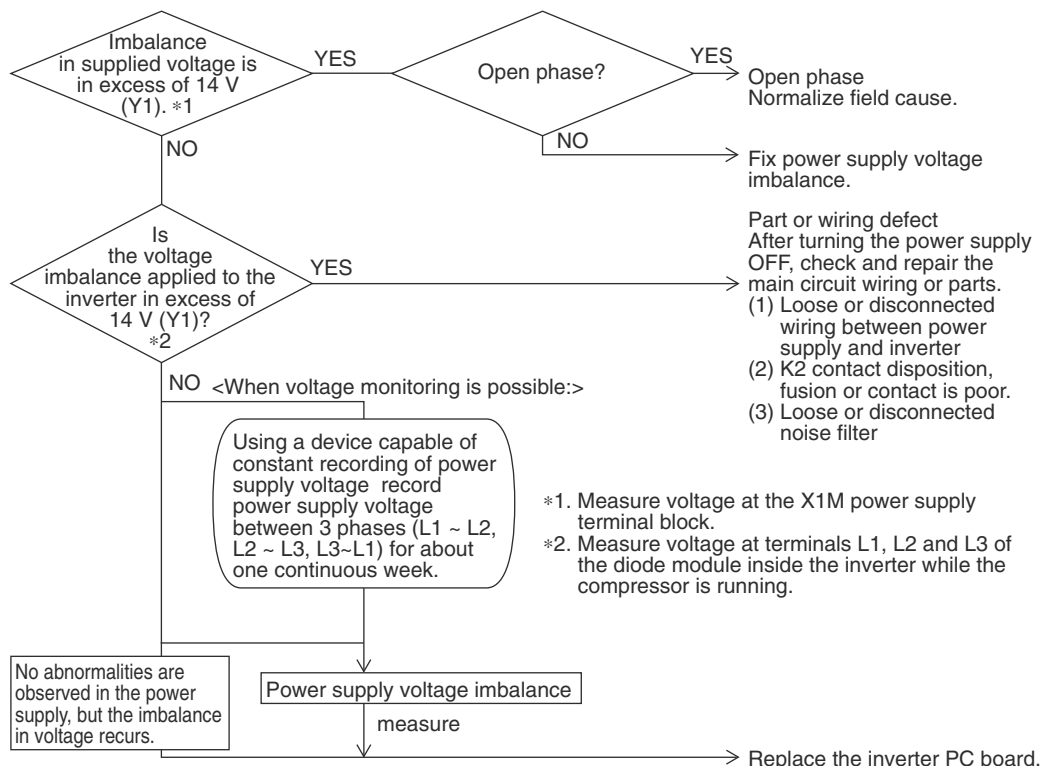 Imbalance
in supplied voltage is
in excess of 14 V
(Y1). *1
YES
Open phase?
YES
Open phase
Normalize field cause.
NO
NO
Fix power supply voltage
imbalance.
Is
the voltage
imbalance applied to the
inverter in excess of
14 V (Y1)?
*2
YES
Part or wiring defect
After turning the power supply
OFF, check and repair the
main circuit wiring or parts.
(1) Loose or disconnected
wiring between power
supply and inverter
(2) K2 contact disposition,
fusion or contact is poor.
(3) Loose or disconnected
noise filter
NO <When voltage monitoring is possible:>
Using a device capable of
constant recording of power
supply voltage record
power supply voltage
between 3 phases (L1 ~ L2,
L2 ~ L3, L3~L1) for about
one continuous week.
*1. Measure voltage at the X1M power supply
terminal block.
*2. Measure voltage at terminals L1, L2 and L3 of
the diode module inside the inverter while the
compressor is running.
No abnormalities are
observed in the power
supply, but the imbalance
in voltage recurs.
Power supply voltage imbalance
measure
Replace the inverter PC board.